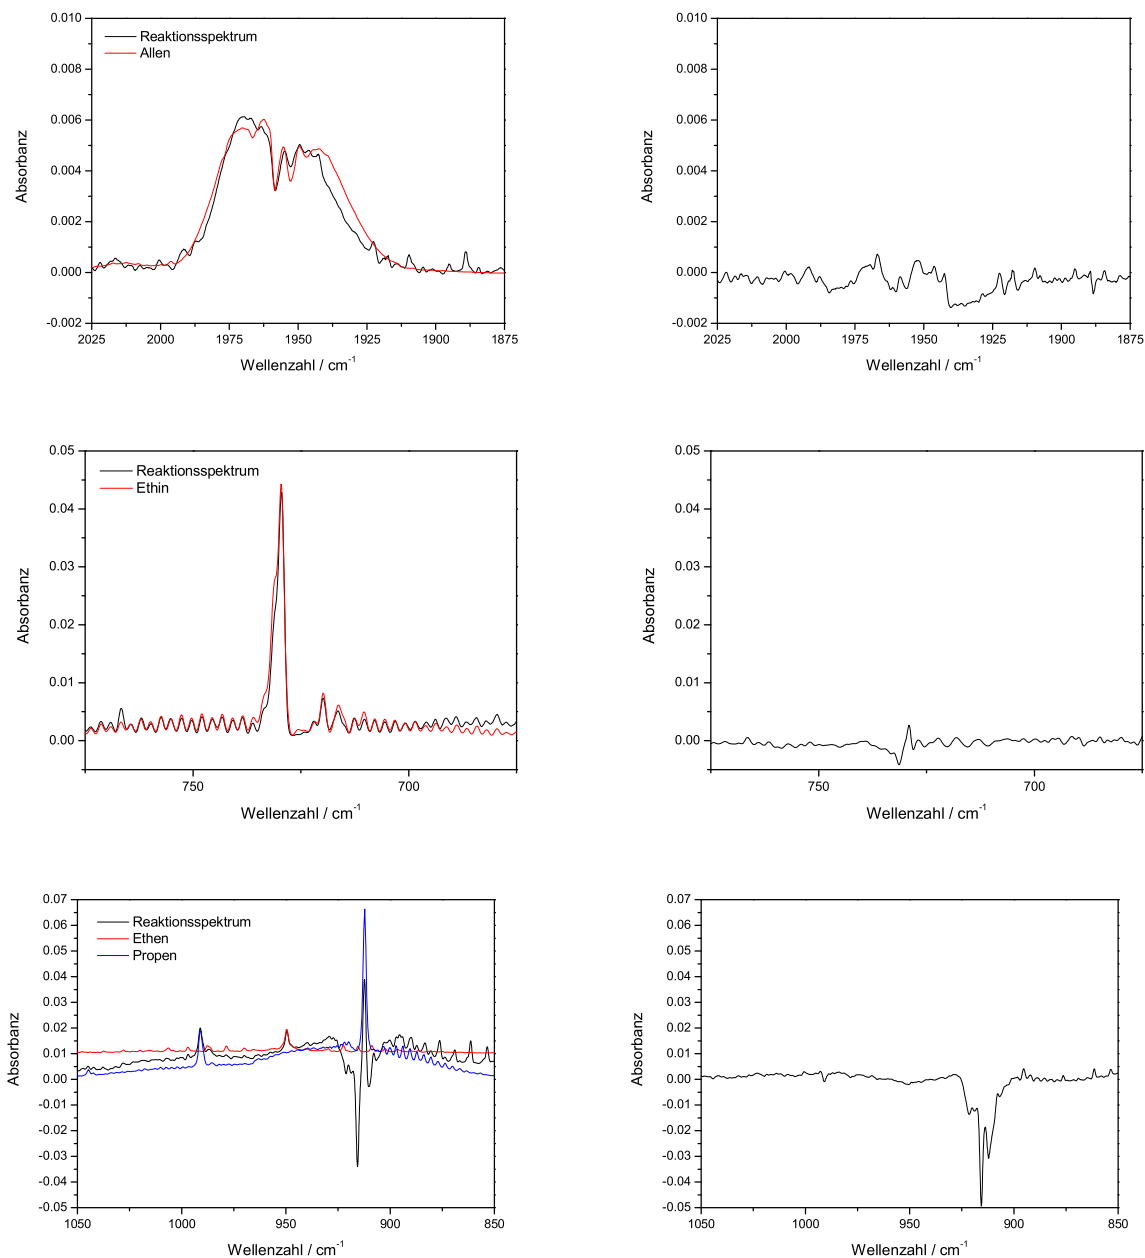 0.010
0.008
0.006
0.004
0.002
0.000
-0.002
Absorbanz
Reaktionsspektrum
Allen
2025 2000 1975 1950 1925 1900 1875
Wellenzahl / cm⁻¹
0.010
0.008
0.006
0.004
0.002
0.000
-0.002
Absorbanz
2025 2000 1975 1950 1925 1900 1875
Wellenzahl / cm⁻¹
0.05
0.04
0.03
0.02
0.01
0.00
Absorbanz
Reaktionsspektrum
Ethin
750 700
Wellenzahl / cm⁻¹
0.05
0.04
0.03
0.02
0.01
0.00
Absorbanz
750 700
Wellenzahl / cm⁻¹
0.07
0.06
0.05
0.04
0.03
0.02
0.01
0.00
-0.01
-0.02
-0.03
-0.04
-0.05
Absorbanz
Reaktionsspektrum
Ethen
Propen
1050 1000 950 900 850
Wellenzahl / cm⁻¹
0.07
0.06
0.05
0.04
0.03
0.02
0.01
0.00
-0.01
-0.02
-0.03
-0.04
-0.05
Absorbanz
1050 1000 950 900 850
Wellenzahl / cm⁻¹